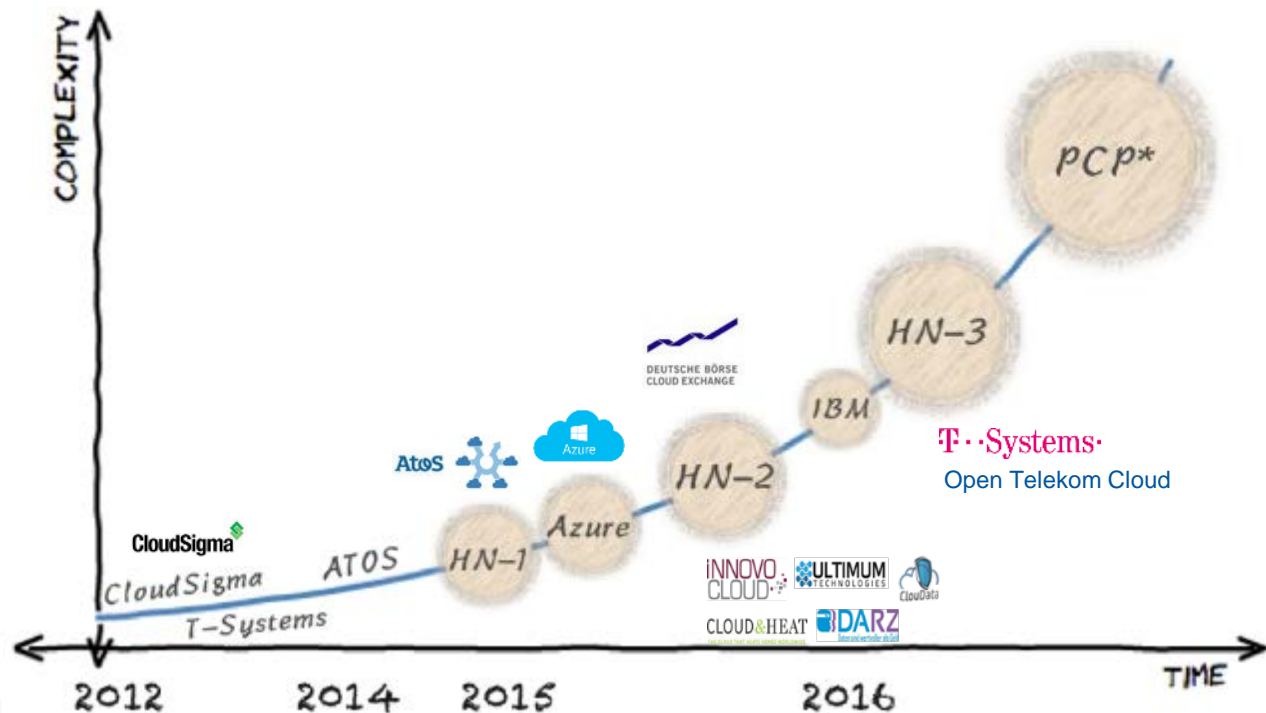 COMPLEXITY
PCP*
HN-3
DEUTSCHE BÖRSE
CLOUD EXCHANGE
IBM
T··Systems·
Open Telekom Cloud
HN-2
Azure
Atos
Azure
HN-1
CloudSigma
CloudSigma
ATOS
T-Systems
INNOVO
CLOUD
ULTIMUM
TECHNOLOGIES
ClouData
CLOUD&HEAT
DARZ
TIME
2012
2014
2015
2016